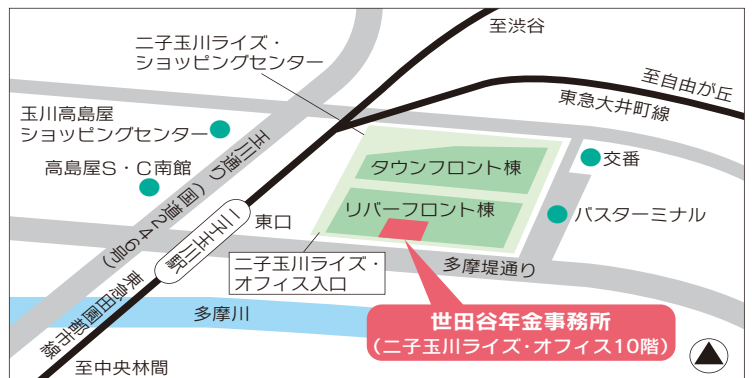 至渋谷
二子玉川ライズ・
ショッピングセンター
至自由が丘
東急大井町線
玉川高島屋
ショッピングセンター
高島屋S・C南館
玉川通り（国道246号）
タウンフロント棟
交番
リバーフロント棟
バスターミナル
東口
二子玉川駅
二子玉川ライズ・
オフィス入口
多摩堤通り
東急田園都市線
多摩川
世田谷年金事務所
（二子玉川ライズ・オフィス10階）
至中央林間